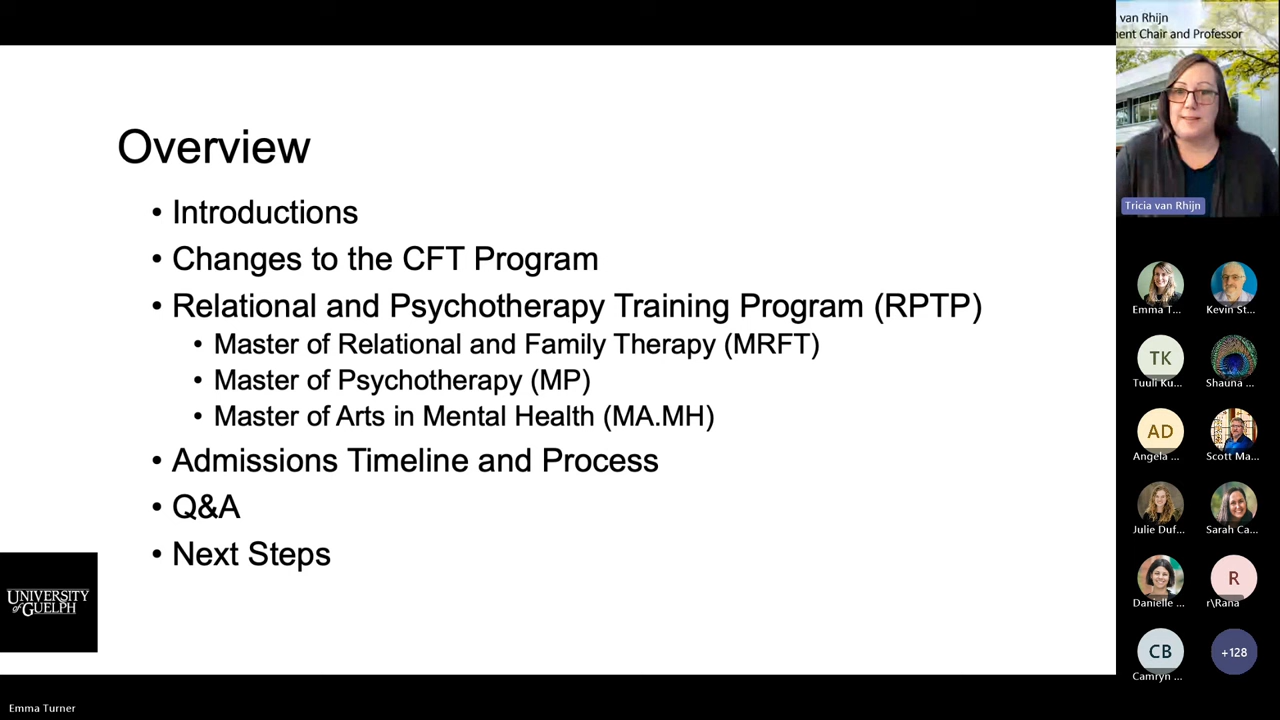 Overview
• Introductions
• Changes to the CFT Program
• Relational and Psychotherapy Training Program (RPTP)
• Master of Relational and Family Therapy (MRFT)
• Master of Psychotherapy (MP)
• Master of Arts in Mental Health (MA.MH)
• Admissions Timeline and Process
• Q&A
• Next Steps
UNIVERSITY
of GUELPH
Emma Turner
van Rhijn
ent Chair and Professor
Tricia van Rhijn
Emma T...
Kevin St...
TK
Tuuli Ku...
Shauna ...
AD
Angela ...
Scott Ma...
Julie Duf...
Sarah Ca...
Danielle ...
R
r\Rana
CB
Camryn ...
+128